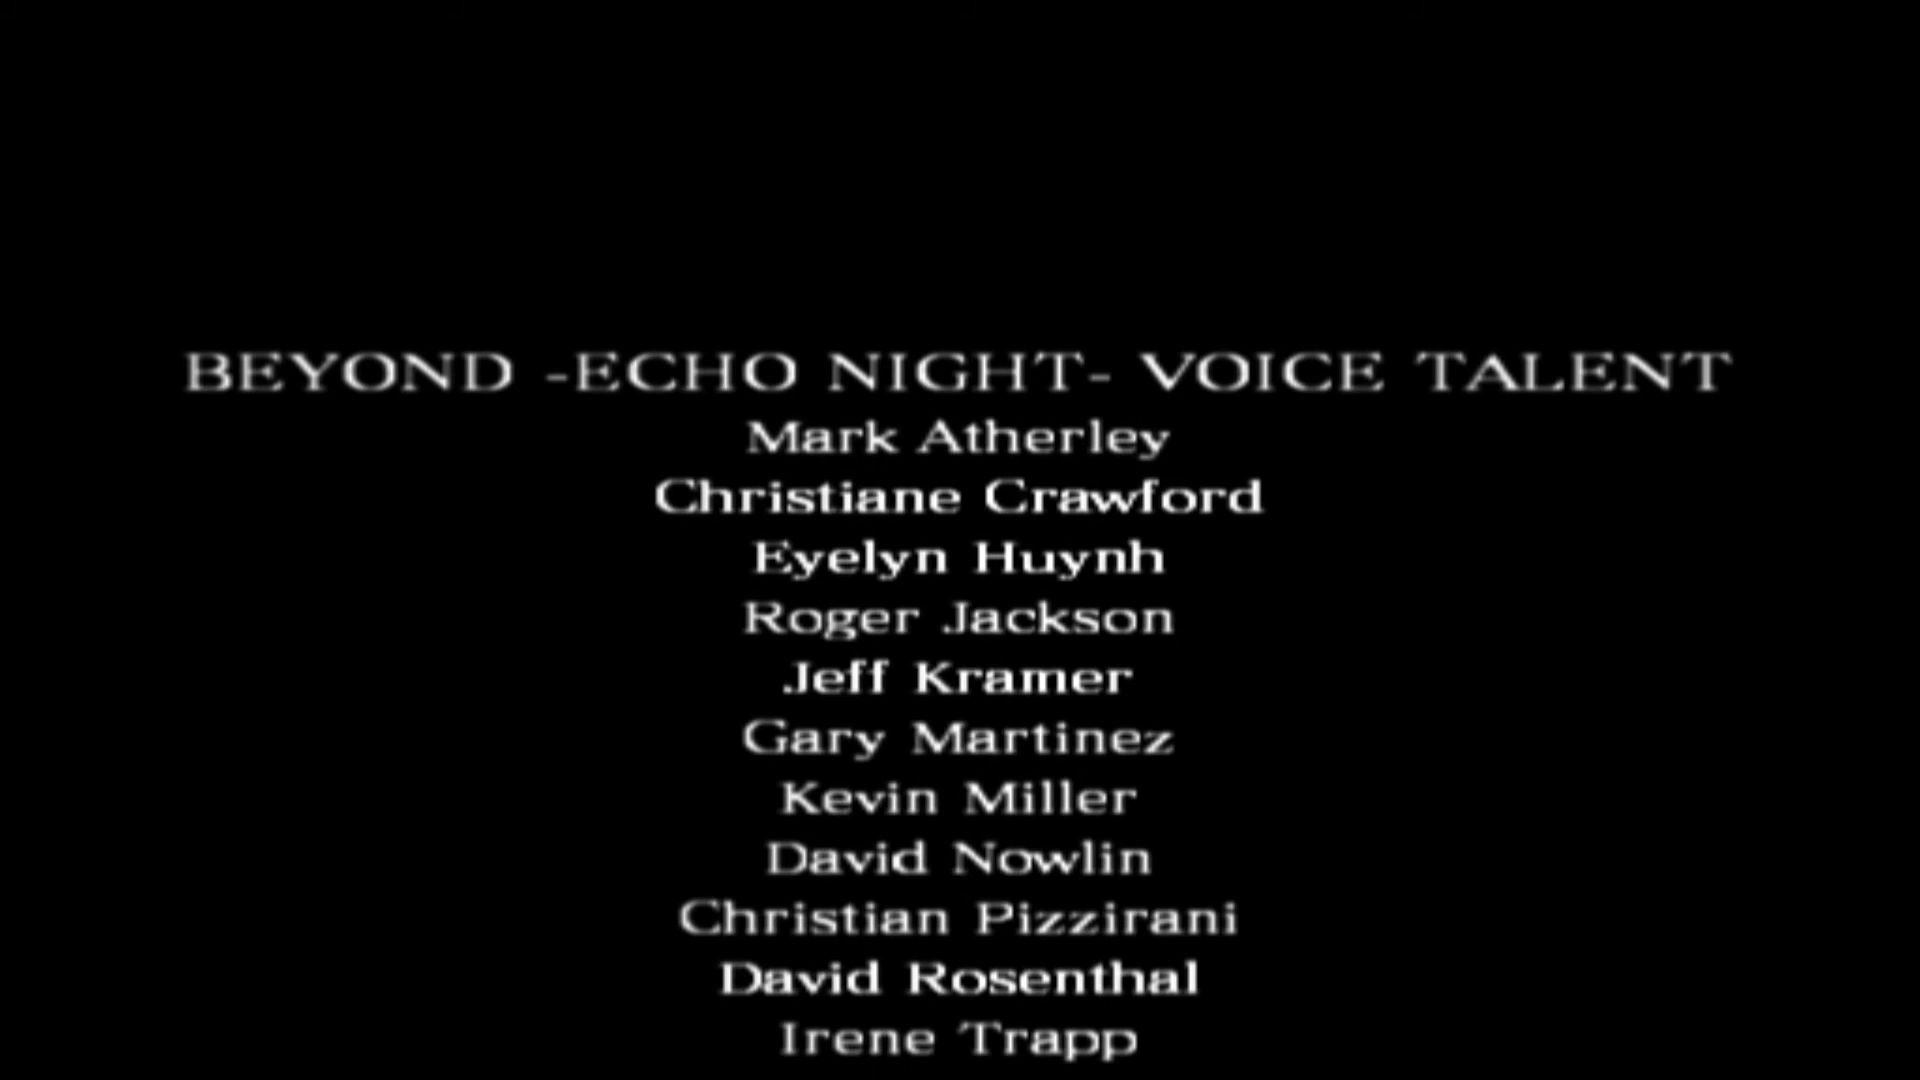 BEYOND -ECHO NIGHT- VOICE TALENT
Mark Atherley
Christiane Crawford
Eyelyn Huynh
Roger Jackson
Jeff Kramer
Gary Martinez
Kevin Miller
David Nowlin
Christian Pizzirani
David Rosenthal
Irene Trapp